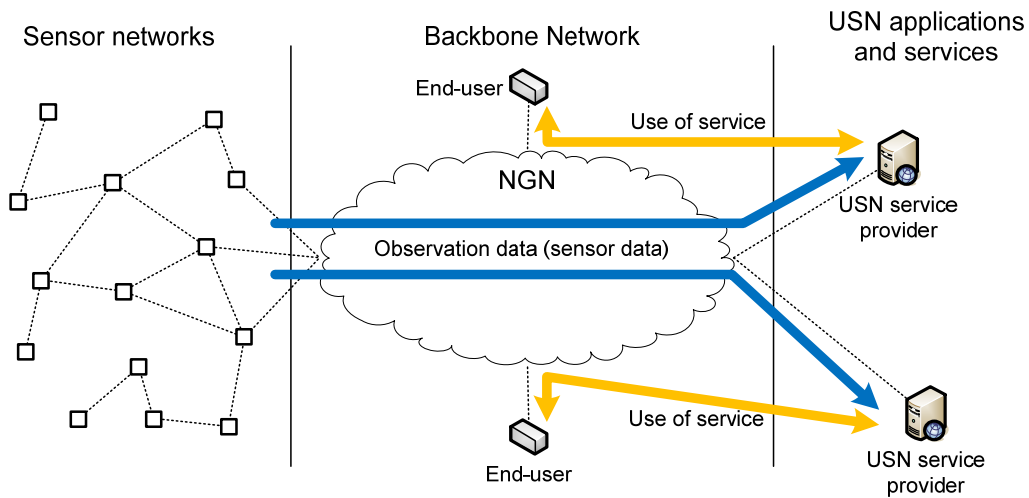 Sensor networks
Backbone Network
USN applications
and services
End-user
Use of service
NGN
USN service
provider
Observation data (sensor data)
Use of service
End-user
USN service
provider